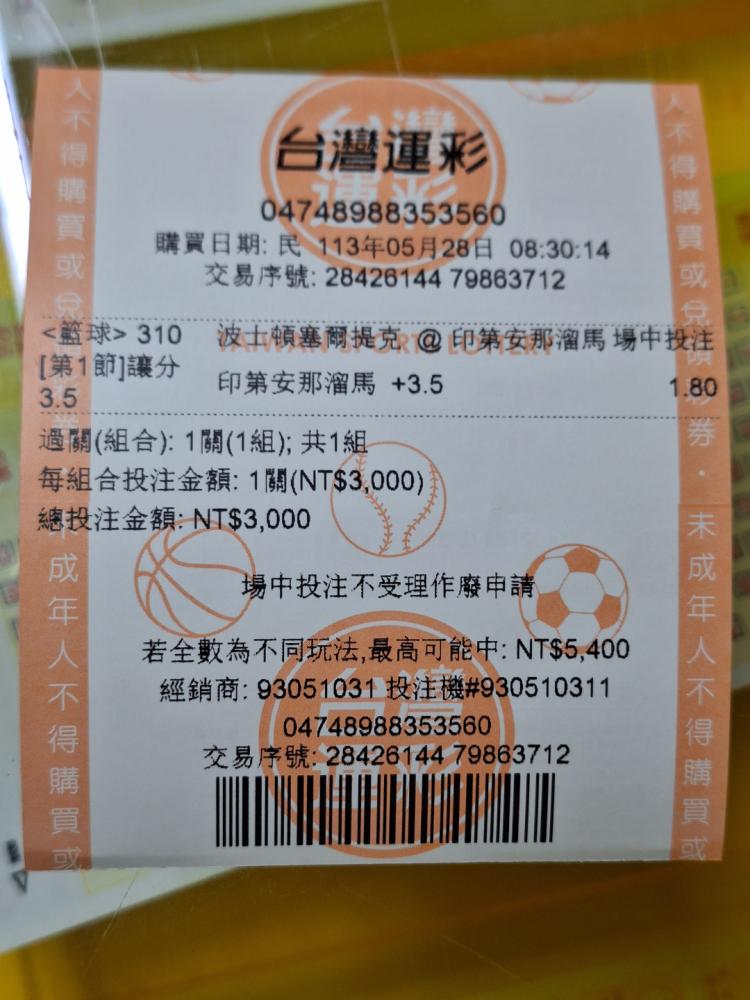 台灣運彩
04748988353560
購買日期: 民 113年05月28日 08:30:14
交易序號: 28426144 79863712
<籃球> 310 波士頓塞爾提克 @ 印第安那溜馬 場中投注
TAIWAN SPORTS LOTTERY
[第1節]讓分
3.5
印第安那溜馬 +3.5 1.80
過關(組合): 1關(1組); 共1組
每組合投注金額: 1關(NT$3,000)
總投注金額: NT$3,000
場中投注不受理作廢申請
若全數為不同玩法,最高可能中: NT$5,400
經銷商: 93051031 投注機#930510311
04748988353560
交易序號: 28426144 79863712
人不得購買或兌
券・
成年人不得購買或
人不得購買或兌領彩券・未成年人不得購買或